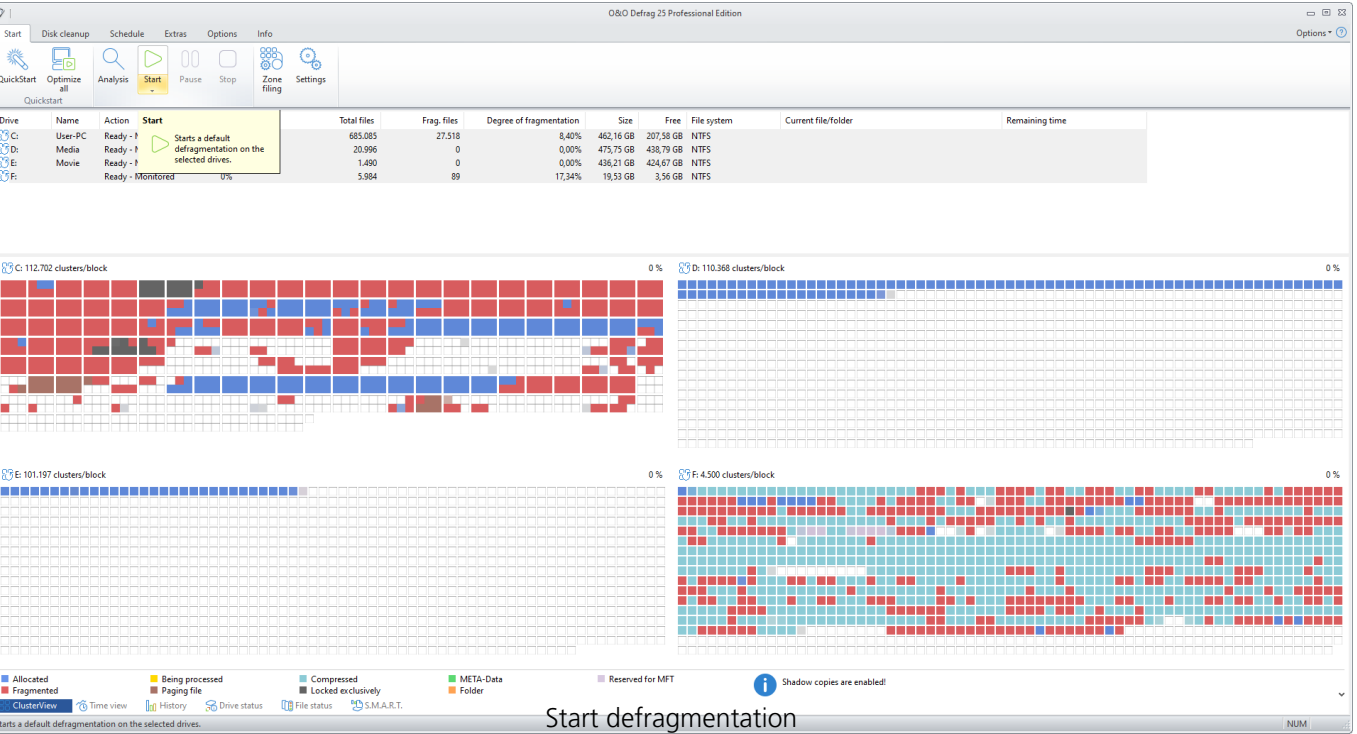 O&O Defrag 25 Professional Edition
Start Disk cleanup Schedule Extras Options Info Options
QuickStart Optimize all Analysis Start Pause Stop Zone filing Settings
Quickstart
Drive Name Action Start Total files Frag. files Degree of fragmentation Size Free File system Current file/folder Remaining time
C: User-PC Ready - 685.085 27.518 8,40% 462,16 GB 207,58 GB NTFS
D: Media Ready - 20.996 0 0,00% 475,75 GB 438,79 GB NTFS
E: Movie Ready - 1.490 0 0,00% 436,21 GB 424,67 GB NTFS
F: Ready - Monitored 0% 5.984 89 17,34% 19,53 GB 3,56 GB NTFS
Starts a default
defragmentation on the
selected drives.
C: 112.702 clusters/block 0 %
D: 110.368 clusters/block 0 %
E: 101.197 clusters/block 0 %
F: 4.500 clusters/block 0 %
Allocated Being processed Compressed META-Data Reserved for MFT
Fragmented Paging file Locked exclusively Folder
Shadow copies are enabled!
ClusterView Time view History Drive status File status S.M.A.R.T.
Starts a default defragmentation on the selected drives. NUM
Start defragmentation